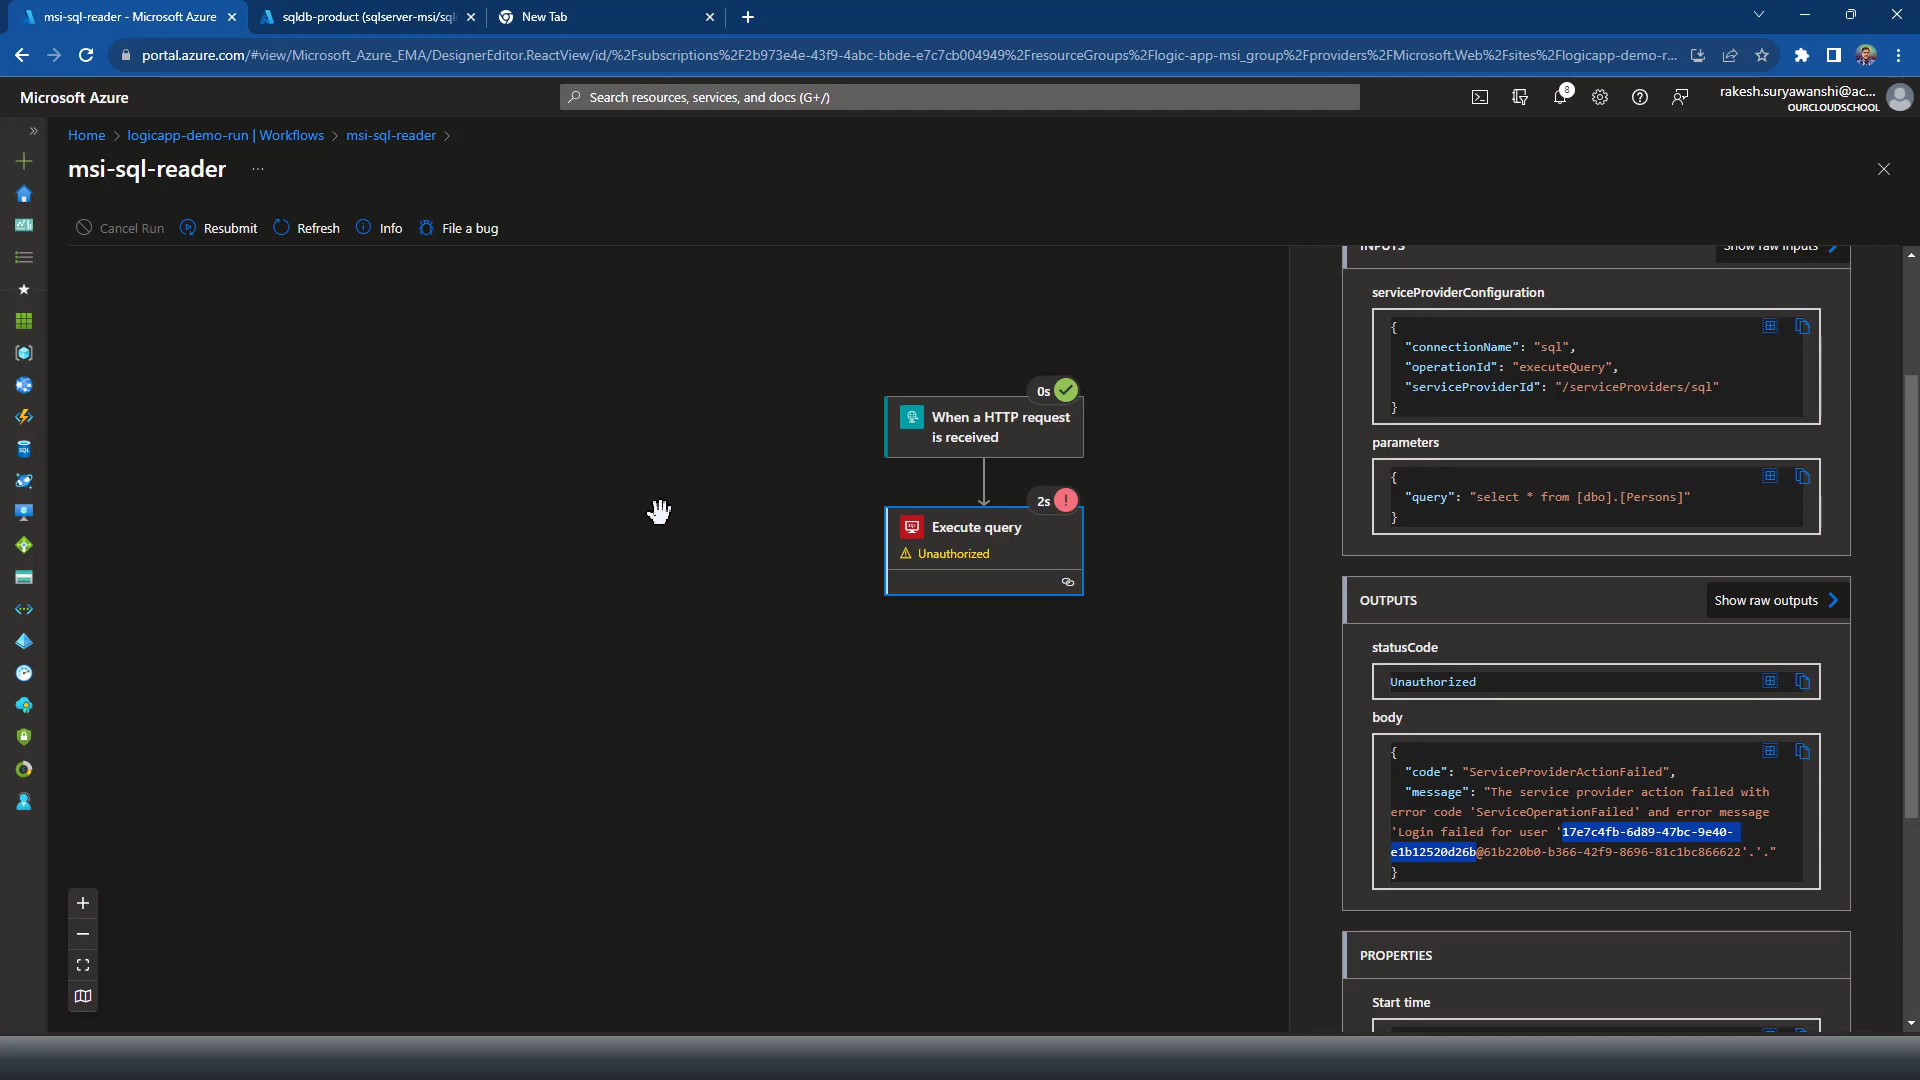 msi-sql-reader - Microsoft Azure
sqldb-product (sqlserver-msi/sql
New Tab
portal.azure.com/#view/Microsoft_Azure_EMA/DesignerEditor.ReactView/id/%2Fsubscriptions%2F2b973e4e-43f9-4abc-bbde-e7c7cb004949%2FresourceGroups%2Flogic-app-msi_group%2Fproviders%2FMicrosoft.Web%2Fsites%2Flogicapp-demo-r...
Microsoft Azure
Search resources, services, and docs (G+/)
8
rakesh.suryawanshi@ac...
OURCLOUDSCHOOL
Home > logicapp-demo-run | Workflows > msi-sql-reader >
msi-sql-reader ...
Cancel Run
Resubmit
Refresh
Info
File a bug
0s
When a HTTP request
is received
2s
Execute query
Unauthorized
INPUTS
Show raw inputs
serviceProviderConfiguration
{
"connectionName": "sql",
"operationId": "executeQuery",
"serviceProviderId": "/serviceProviders/sql"
}
parameters
{
"query": "select * from [dbo].[Persons]"
}
OUTPUTS
Show raw outputs
statusCode
Unauthorized
body
{
"code": "ServiceProviderActionFailed",
"message": "The service provider action failed with
error code 'ServiceOperationFailed' and error message
'Login failed for user '17e7c4fb-6d89-47bc-9e40-
e1b12520d26b@61b220b0-b366-42f9-8696-81c1bc866622'.'."
}
PROPERTIES
Start time